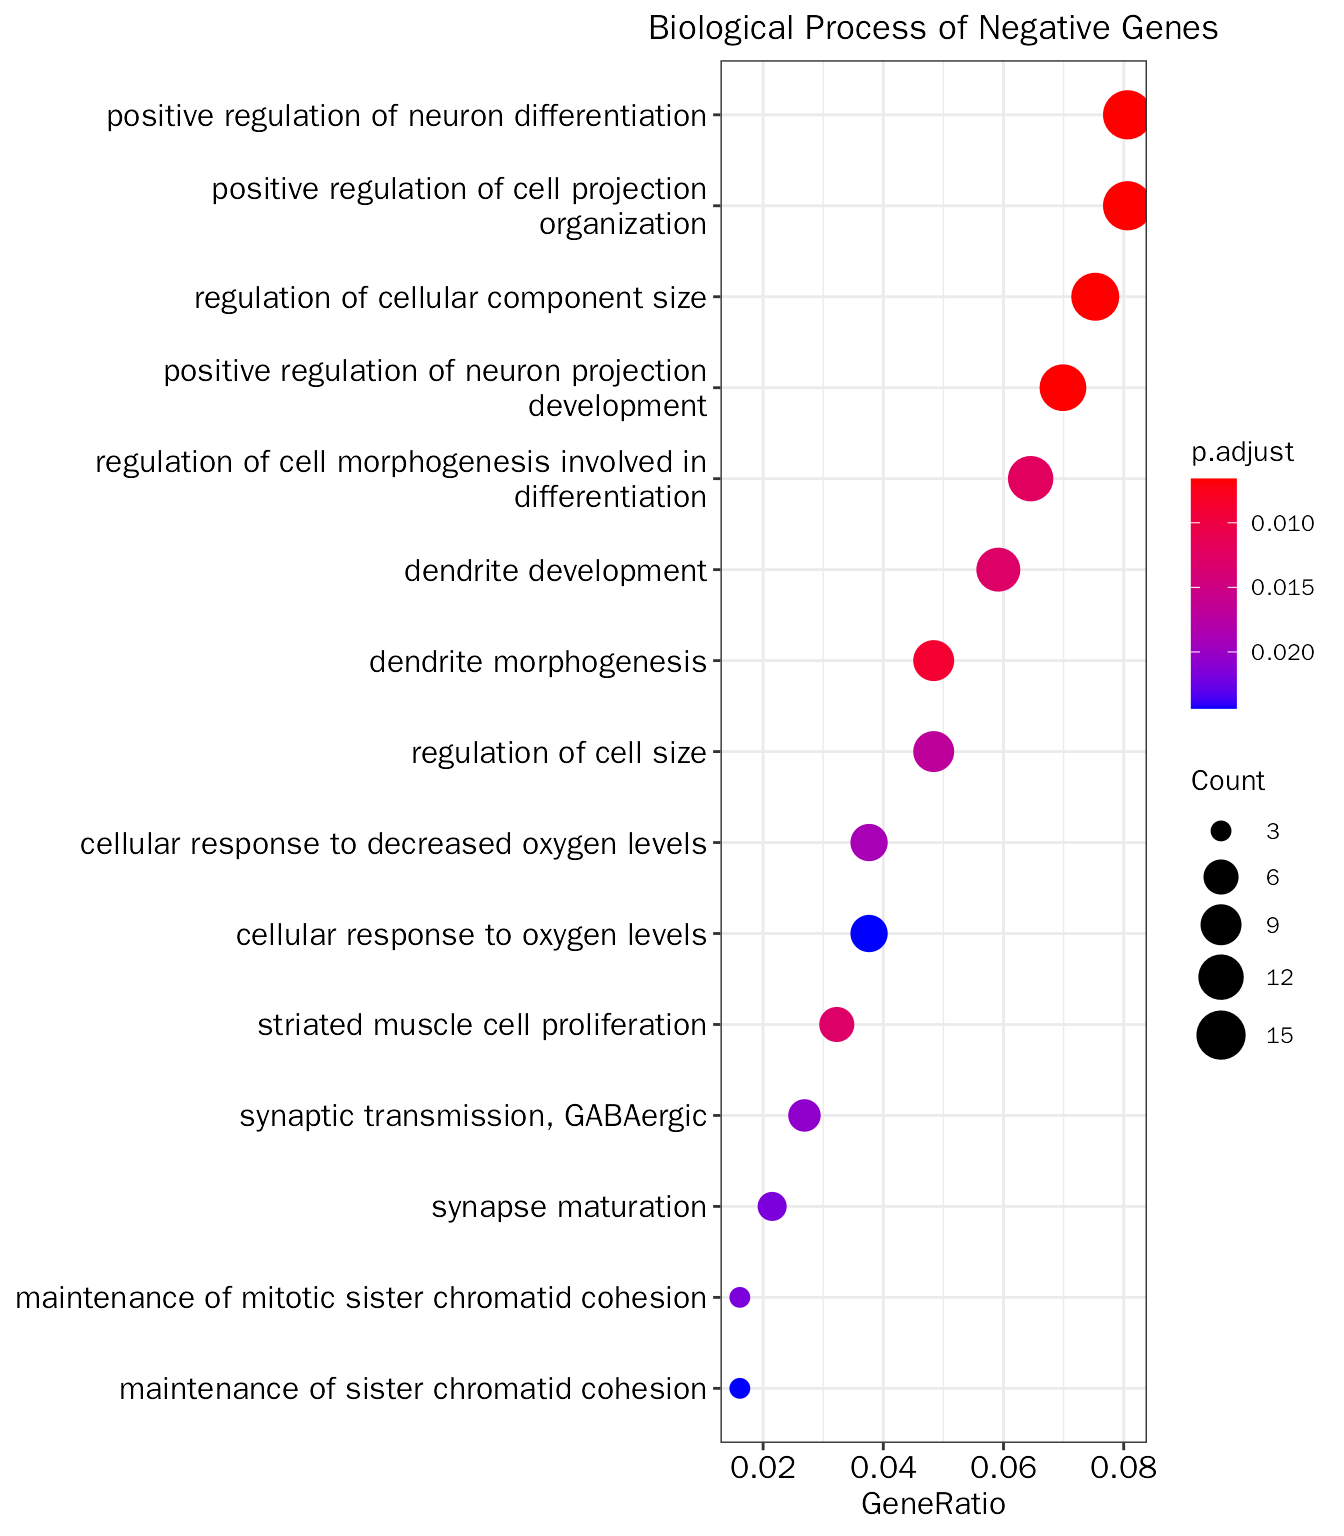 Biological Process of Negative Genes
positive regulation of neuron differentiation
positive regulation of cell projection
organization
regulation of cellular component size
positive regulation of neuron projection
development
regulation of cell morphogenesis involved in
differentiation
dendrite development
dendrite morphogenesis
regulation of cell size
cellular response to decreased oxygen levels
cellular response to oxygen levels
striated muscle cell proliferation
synaptic transmission, GABAergic
synapse maturation
maintenance of mitotic sister chromatid cohesion
maintenance of sister chromatid cohesion
0.02 0.04 0.06 0.08
GeneRatio
p.adjust
0.010
0.015
0.020
Count
3
6
9
12
15